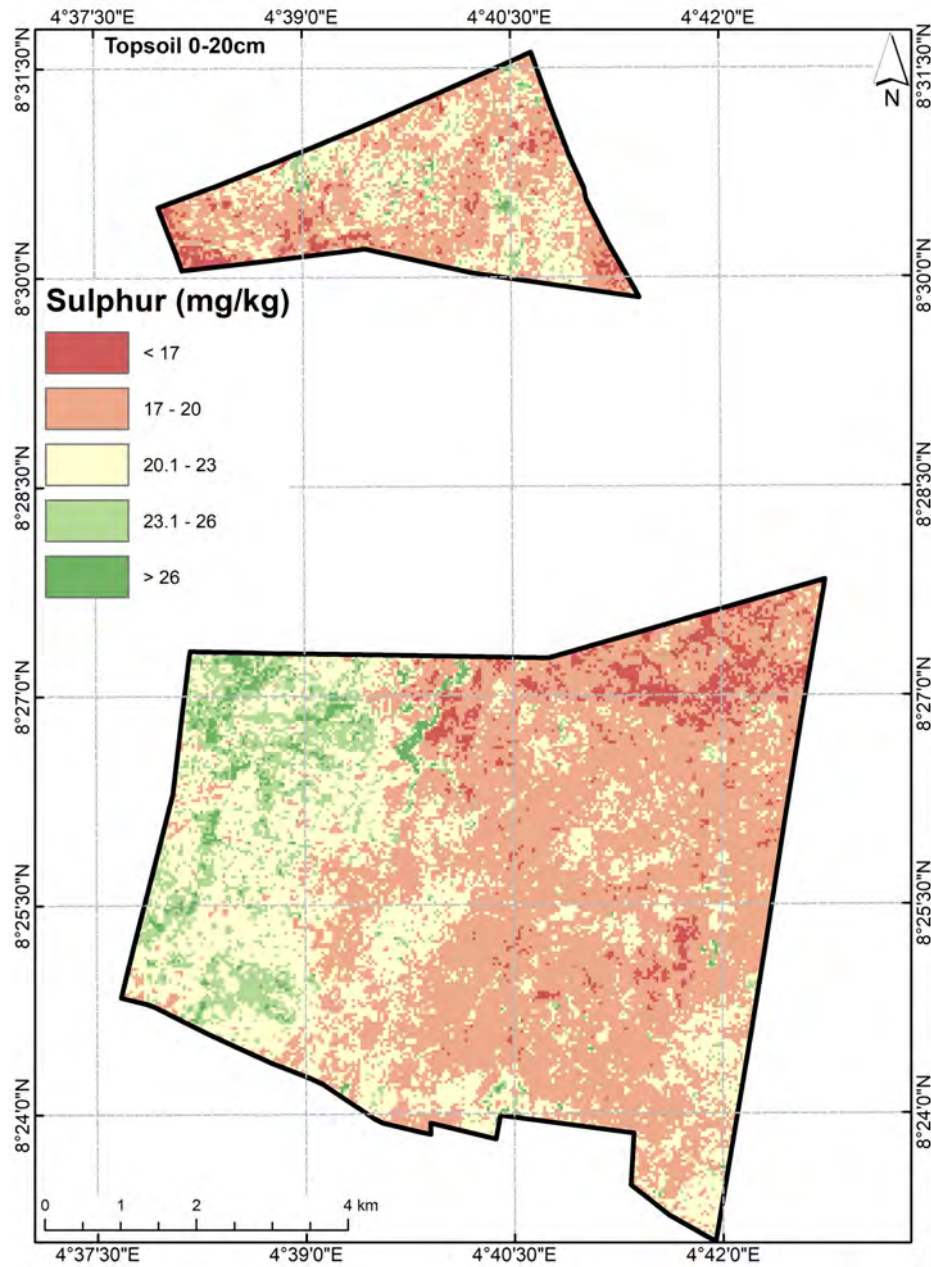 4°37'30"E 4°39'0"E 4°40'30"E 4°42'0"E
Topsoil 0-20cm
N
8°31'30"N 8°31'30"N
8°30'0"N 8°30'0"N
Sulphur (mg/kg)
< 17
17 - 20
20.1 - 23
23.1 - 26
> 26
8°28'30"N 8°28'30"N
8°27'0"N 8°27'0"N
8°25'30"N 8°25'30"N
8°24'0"N 8°24'0"N
0 1 2 4 km
4°37'30"E 4°39'0"E 4°40'30"E 4°42'0"E